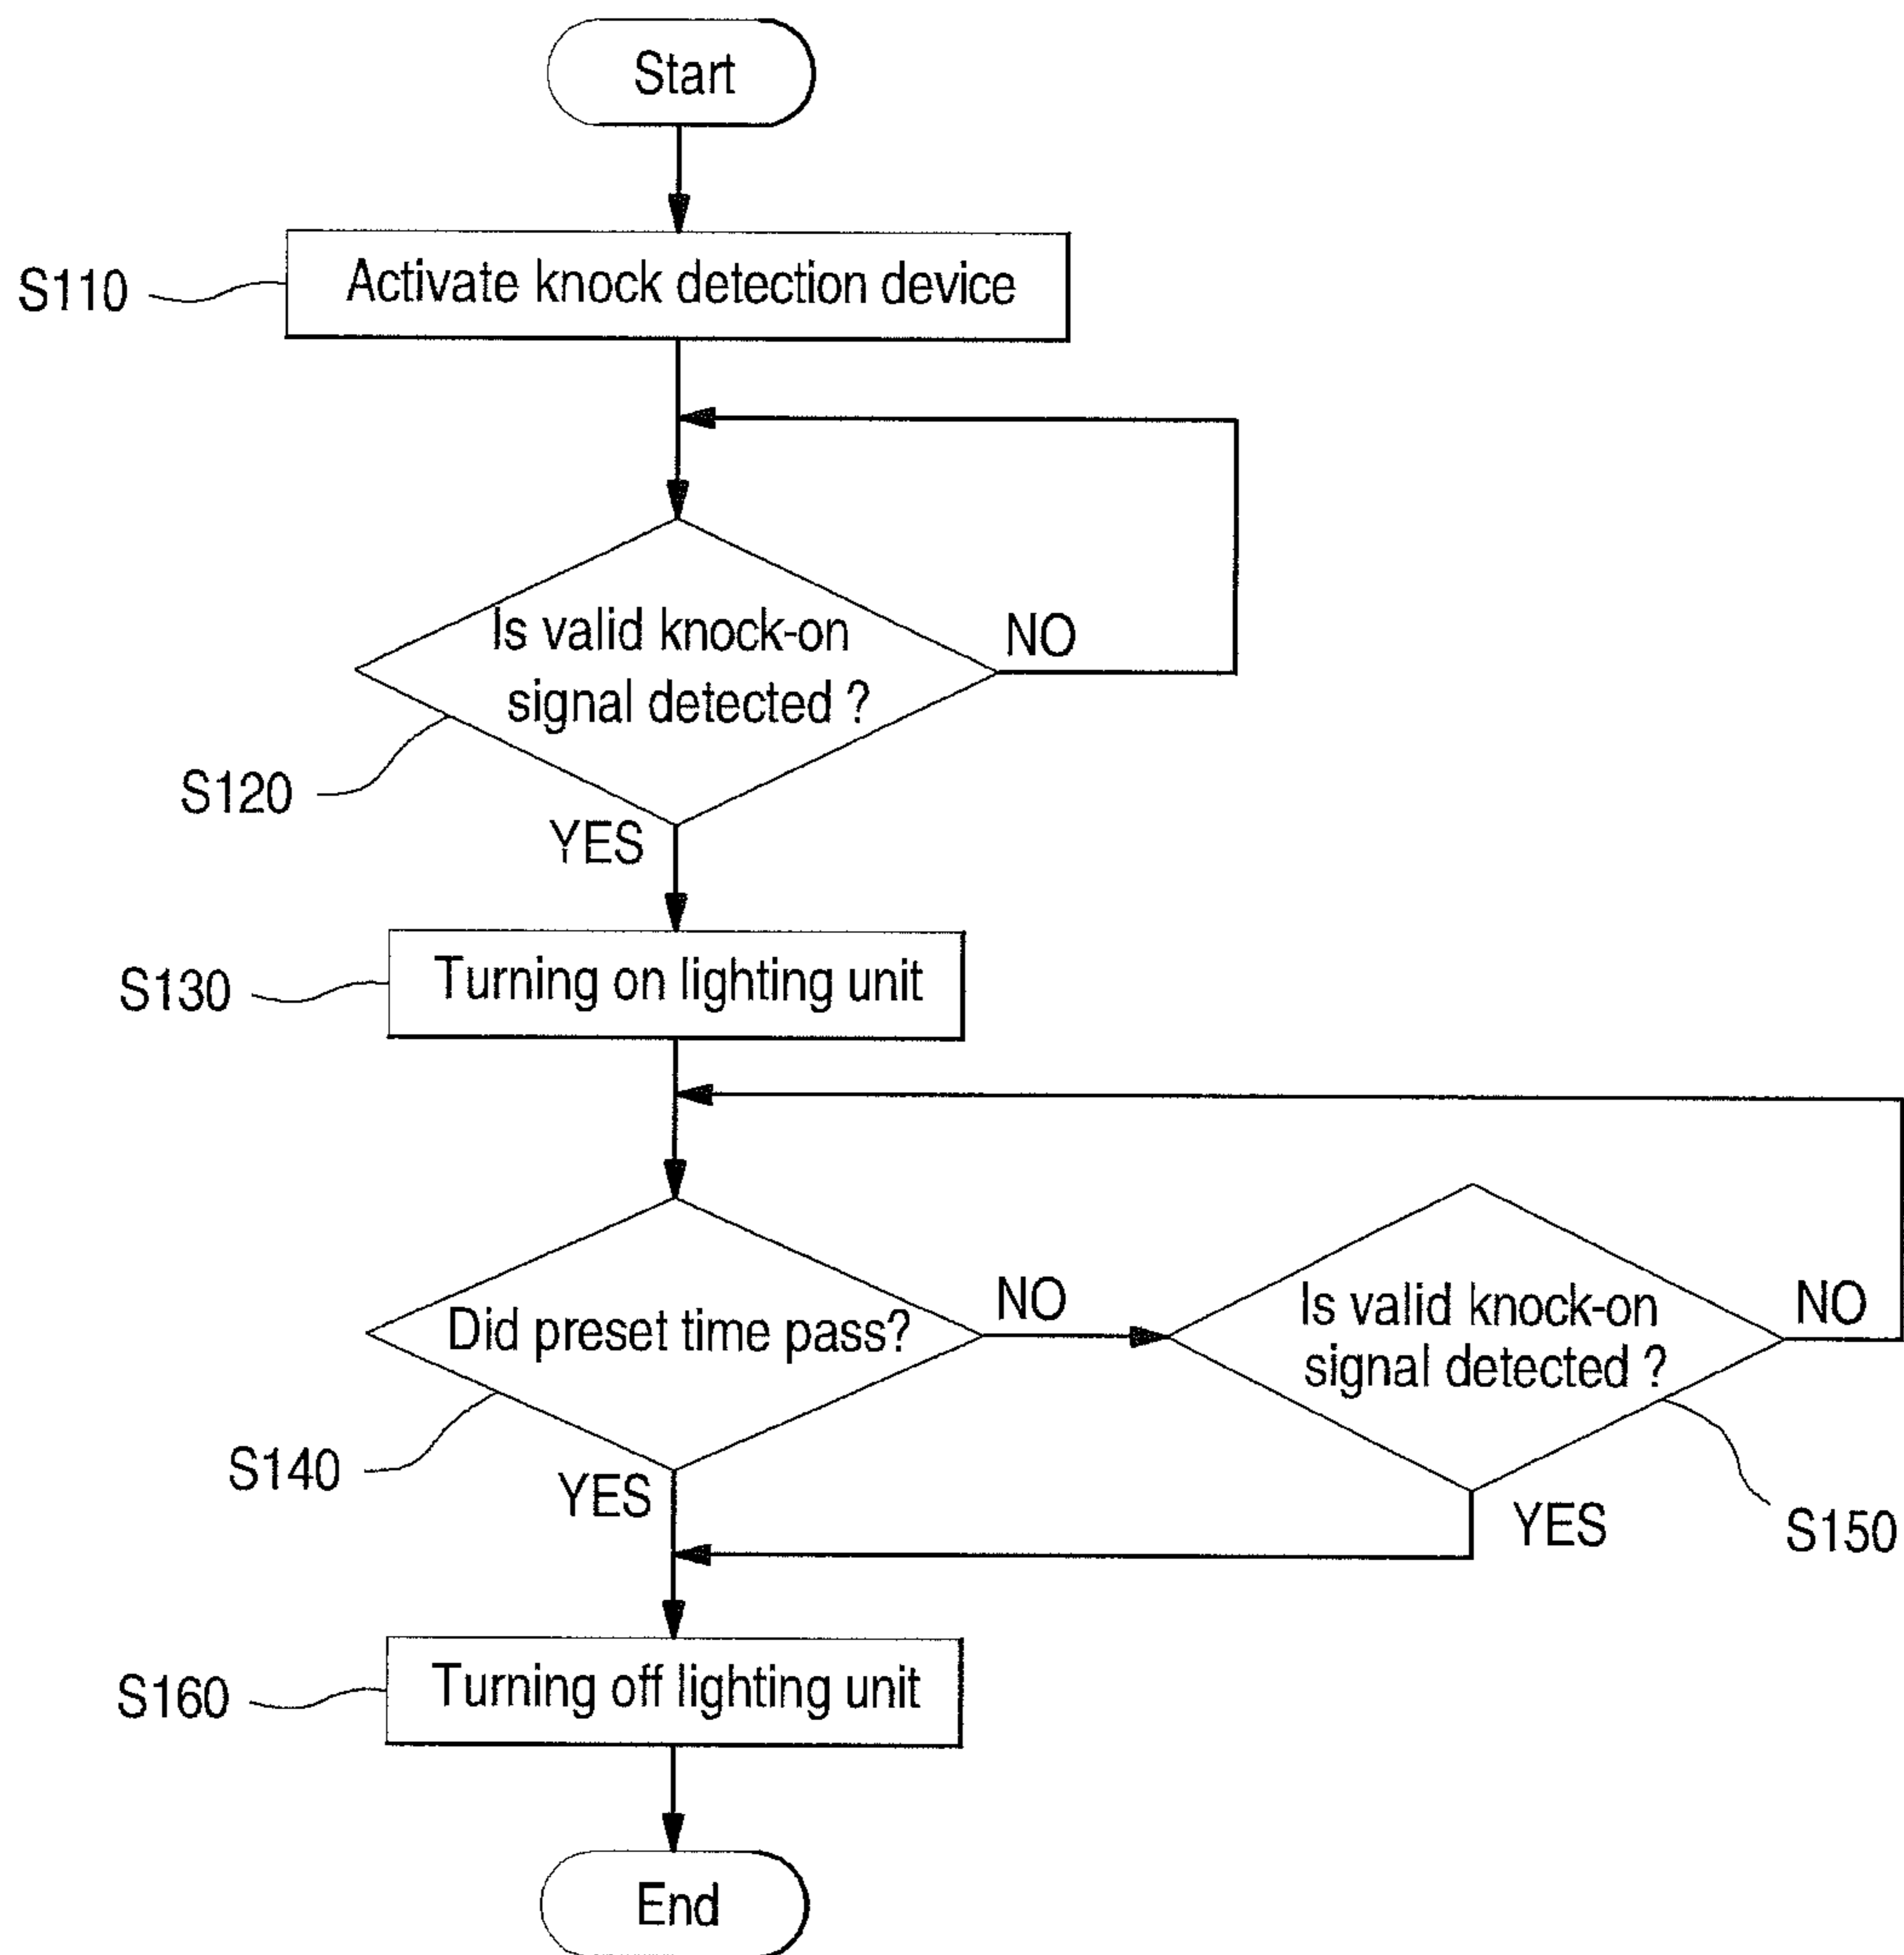 Start
S110
Activate knock detection device
Is valid knock-on
signal detected ?
NO
S120
YES
S130
Turning on lighting unit
Did preset time pass?
NO
Is valid knock-on
signal detected ?
NO
S140
YES
YES
S150
S160
Turning off lighting unit
End